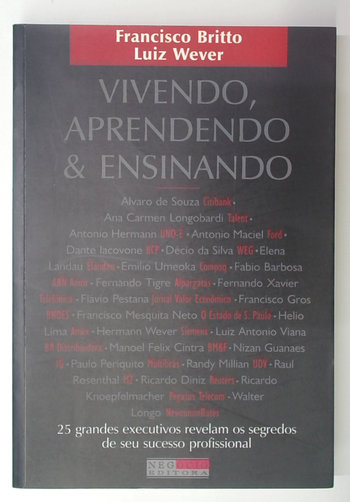 Francisco Britto
Luiz Wever
VIVENDO,
APRENDENDO
& ENSINANDO
Alvaro de Souza CitiBank •
Ana Carmen Longobardi Talent •
Antonio Hermann UNO-E • Antonio Maciel Ford •
Dante Iacovone BCP • Décio da Silva WEG • Elena
Landau • Emilio Umeoka Compaq • Fabio Barbosa
ABN Amro • Fernando Tigre Alpargatas • Fernando Xavier
Telefônica • Flavio Pestana Jornal Valor Econômico • Francisco Gros
BNDES • Francisco Mesquita Neto O Estado de S. Paulo • Helio
Lima • Hermann Wever Siemens • Luiz Antonio Viana
BR Distribuidora • Manoel Felix Cintra BM&F • Nizan Guanaes
iG • Paulo Periquito Multibrás • Randy Millian UDV • Raul
Rosenthal • Ricardo Diniz Reuters • Ricardo
Knoepfelmacher Pegasus Telecom • Walter
Longo NewcommBates
25 grandes executivos revelam os segredos
de seu sucesso profissional
NEGÓCIO
EDITORA